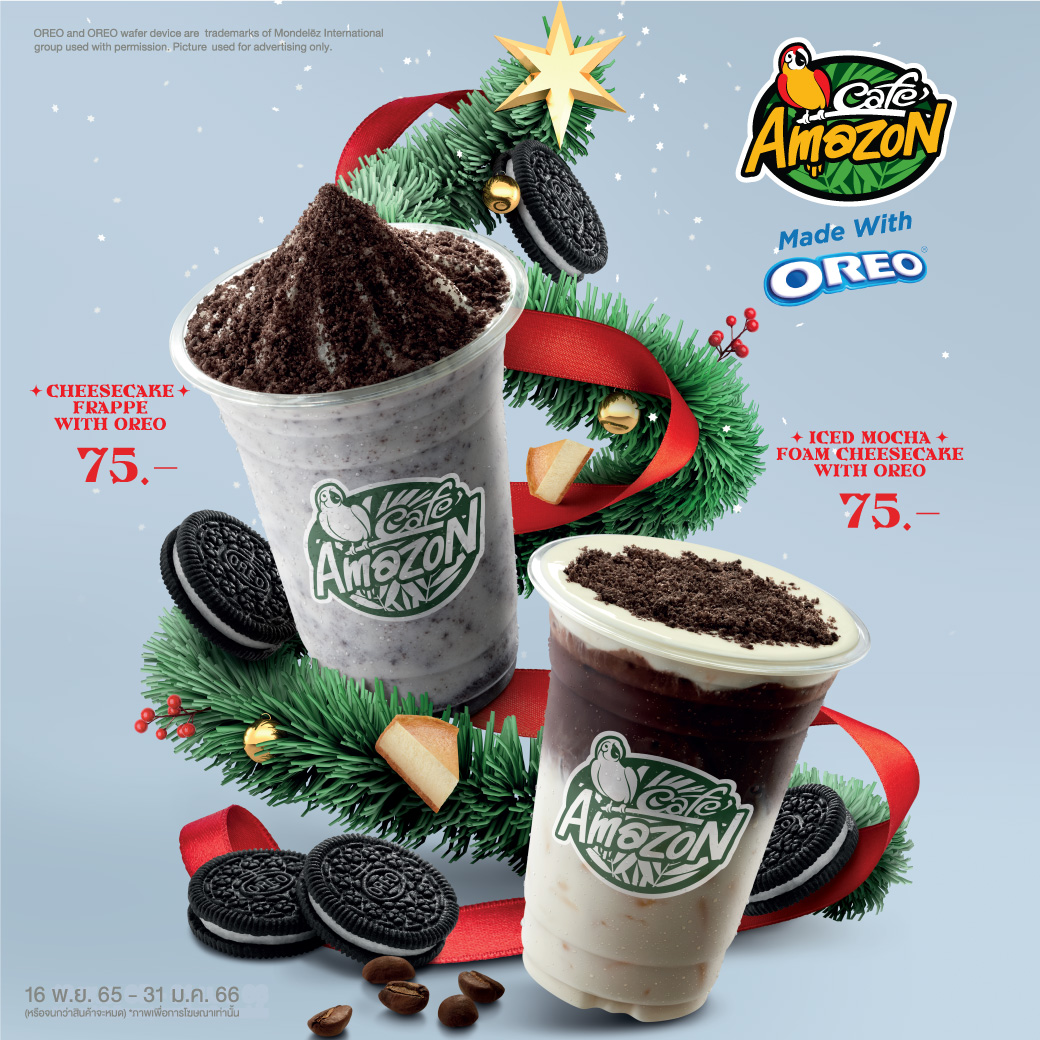 OREO and OREO wafer device are trademarks of Mondelēz International
group used with permission. Picture used for advertising only.
Café
Amazon
Made With
OREO
CHEESECAKE
FRAPPE
WITH OREO
75.–
ICED MOCHA
FOAM CHEESECAKE
WITH OREO
75.–
Café
Amazon
Café
Amazon
16 พ.ย. 65 - 31 ม.ค. 66
(หรือจนกว่าสินค้าจะหมด) *ภาพเพื่อการโฆษณาเท่านั้น